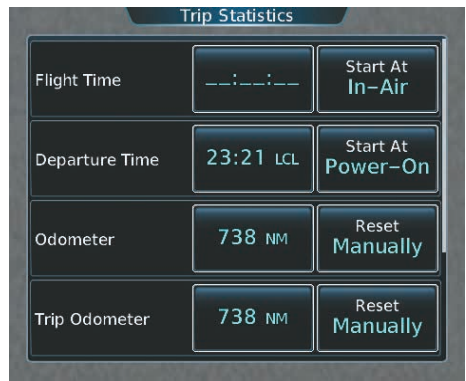 Trip Statistics
Flight Time
__:__:__
Start At
In-Air
Departure Time
23:21 LCL
Start At
Power-On
Odometer
738 NM
Reset
Manually
Trip Odometer
738 NM
Reset
Manually